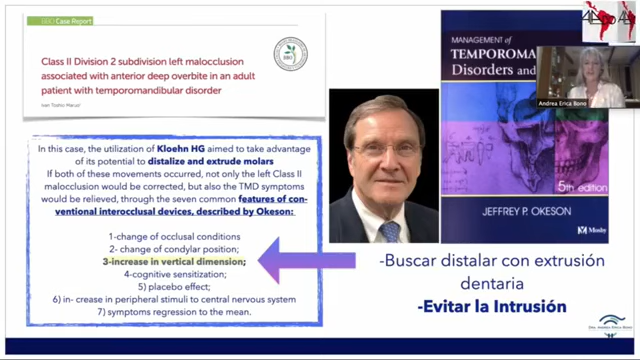 BBO Case Report
Class II Division 2 subdivision left malocclusion
associated with anterior deep overbite in an adult
patient with temporomandibular disorder
BBO
In this case, the utilization of Kloehn HG aimed to take advantage
of its potential to distalize and extrude molars
If both of these movements occurred, not only the left Class II
malocclusion would be corrected, but also the TMD symptoms
would be relieved, through the seven common features of con-
ventional interocclusal devices, described by Okeson:
1-change of occlusal conditions
2- change of condylar position;
3-increase in vertical dimension;
4-cognitive sensitization;
5) placebo effect;
6) in- crease in peripheral stimuli to central nervous system
7) symptoms regression to the mean.
MANAGEMENT OF
TEMPOROMA
Disorders and
5th edition
JEFFREY P. OKESON
Mosby
Andrea Erica Bono
-Buscar distalar con extrusión
dentaria
-Evitar la Intrusión
DRA. ANDREA ERICA BONO